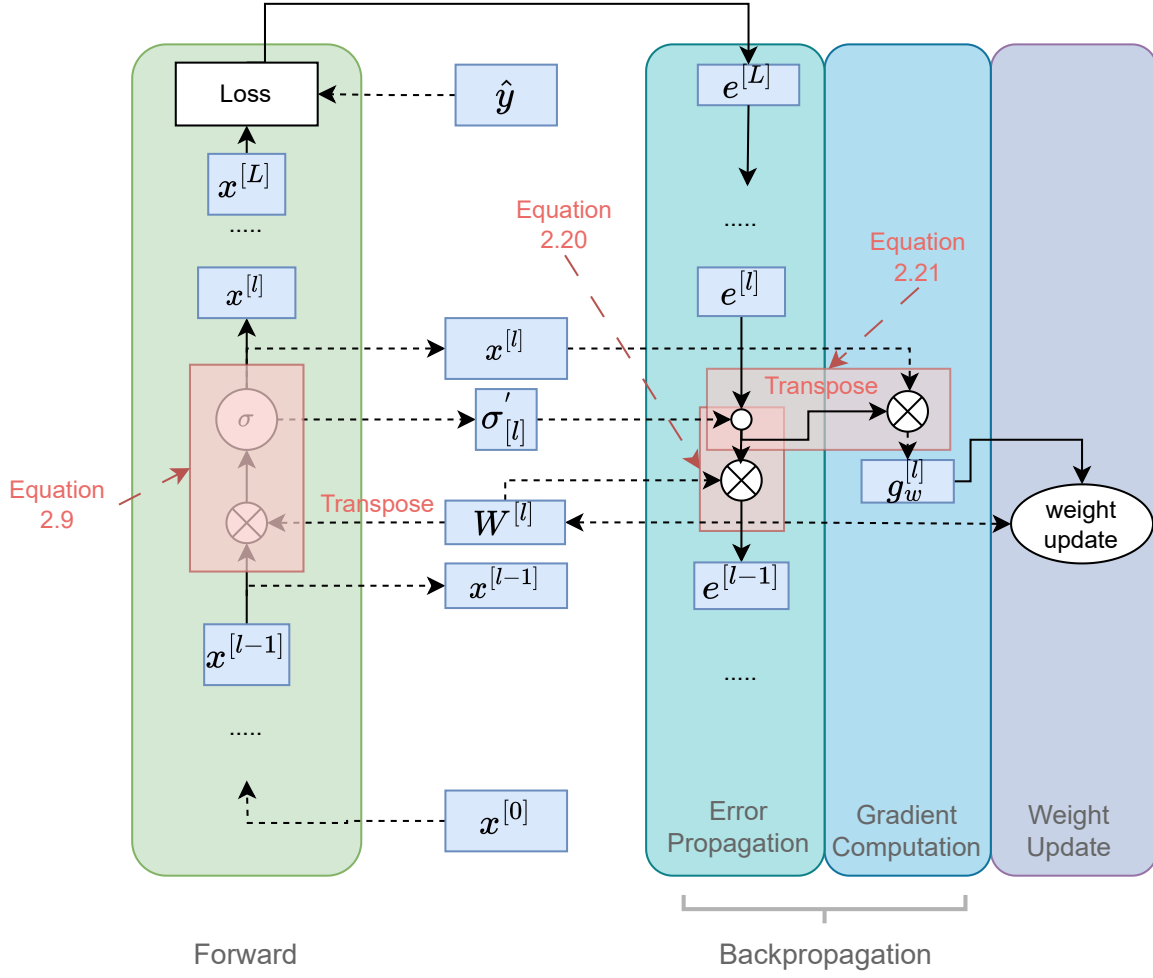 Loss
ŷ
e^{[L]}
x^{[L]}
.....
Equation
2.20
.....
Equation
2.21
x^{[l]}
e^{[l]}
x^{[l]}
Transpose
σ
σ'_{[l]}
Equation
2.9
Transpose
W^{[l]}
g_w^{[l]}
weight
update
x^{[l-1]}
e^{[l-1]}
x^{[l-1]}
.....
.....
x^{[0]}
Error
Propagation
Gradient
Computation
Weight
Update
Forward
Backpropagation